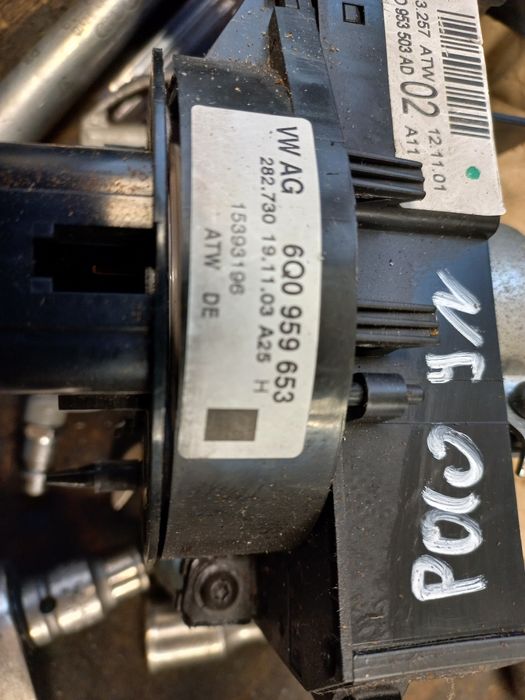 VW AG 6Q0 959 653
282.730 19.11.03 A25 H
15393196
ATW DE
3.257 ATW 02 12.11.01
953 503 AD A11
POLO 9N